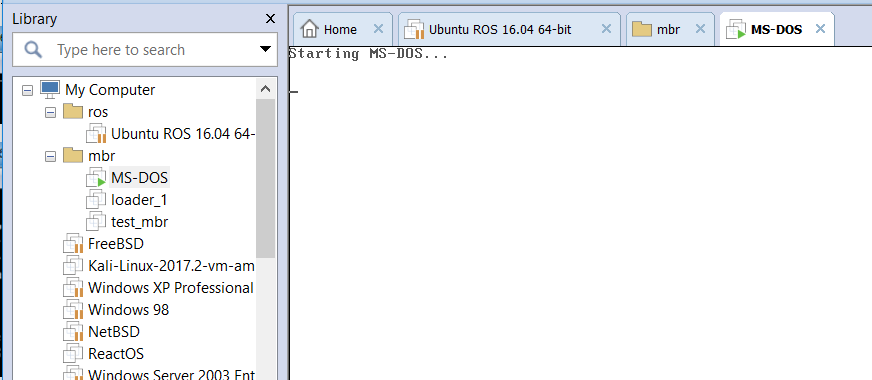 Library
Type here to search
My Computer
ros
Ubuntu ROS 16.04 64-
mbr
MS-DOS
loader_1
test_mbr
FreeBSD
Kali-Linux-2017.2-vm-am
Windows XP Professional
Windows 98
NetBSD
ReactOS
Windows Server 2003 Ent
Home
Ubuntu ROS 16.04 64-bit
mbr
MS-DOS
Starting MS-DOS...